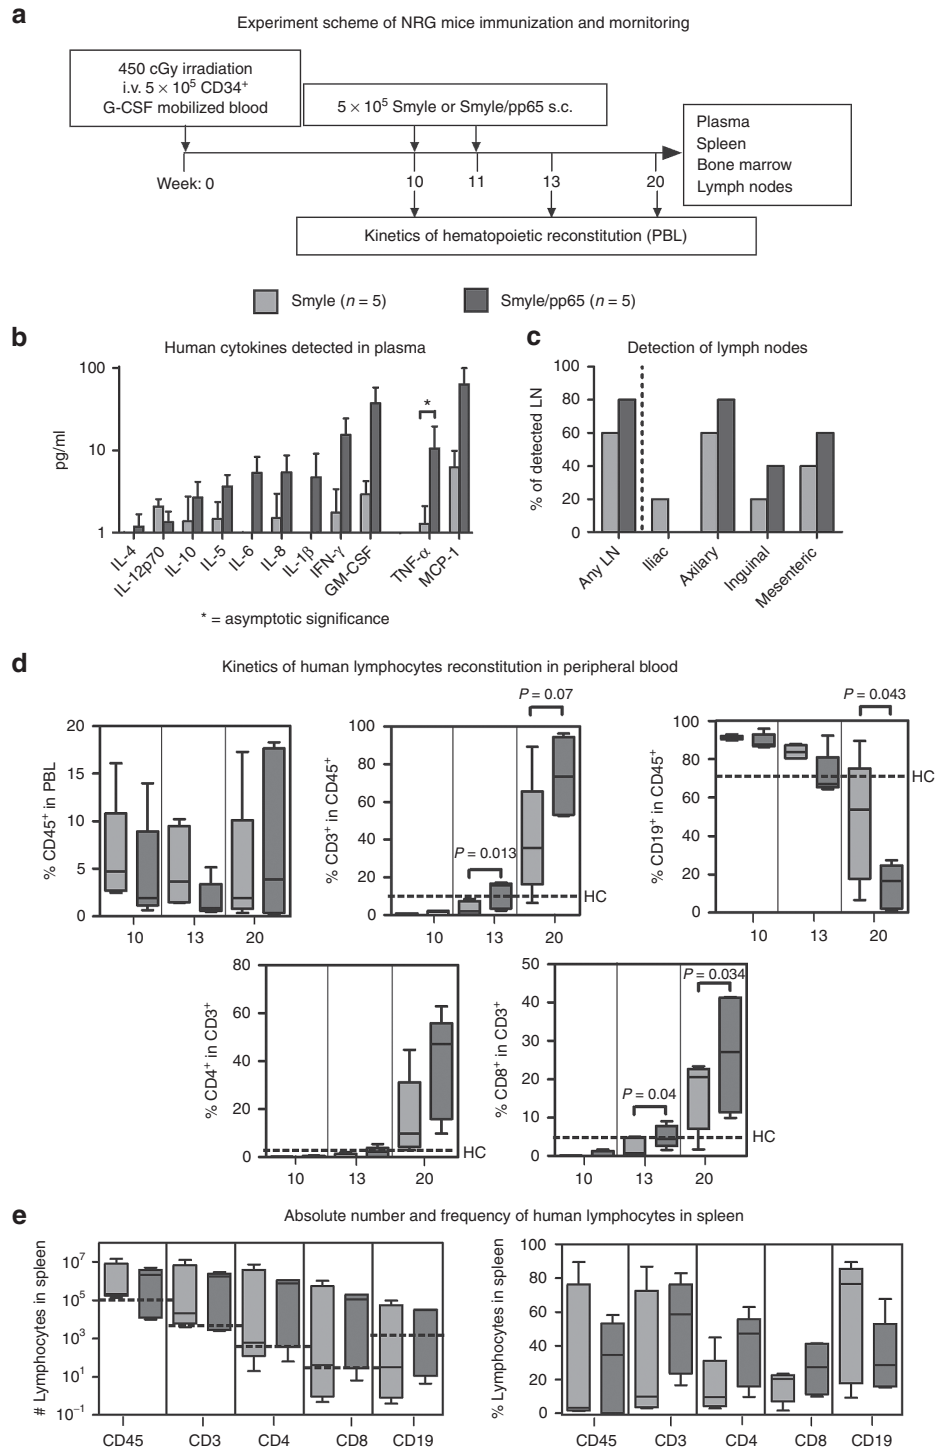 a
Experiment scheme of NRG mice immunization and mornitoring
450 cGy irradiation
i.v. 5 × 10⁵ CD34⁺
G-CSF mobilized blood
5 × 10⁵ Smyle or Smyle/pp65 s.c.
Plasma
Spleen
Bone marrow
Lymph nodes
Week: 0 10 11 13 20
Kinetics of hematopoietic reconstitution (PBL)
Smyle (n = 5) Smyle/pp65 (n = 5)
b
Human cytokines detected in plasma
pg/ml
100
10
1
*
IL-4 IL-12p70 IL-10 IL-5 IL-6 IL-8 IL-1β IFN-γ GM-CSF TNF-α MCP-1
* = asymptotic significance
c
Detection of lymph nodes
% of detected LN
100
80
60
40
20
0
Any LN Iliac Axilary Inguinal Mesenteric
d
Kinetics of human lymphocytes reconstitution in peripheral blood
% CD45⁺ in PBL
20
15
10
5
0
10 13 20
% CD3⁺ in CD45⁺
100
80
60
40
20
0
P = 0.013
P = 0.07
HC
10 13 20
% CD19⁺ in CD45⁺
100
80
60
40
20
0
P = 0.043
HC
10 13 20
% CD4⁺ in CD3⁺
80
60
40
20
0
HC
10 13 20
% CD8⁺ in CD3⁺
50
40
30
20
10
0
P = 0.04
P = 0.034
HC
10 13 20
e
Absolute number and frequency of human lymphocytes in spleen
# Lymphocytes in spleen
10⁷
10⁵
10³
10¹
10⁻¹
CD45 CD3 CD4 CD8 CD19
% Lymphocytes in spleen
100
80
60
40
20
0
CD45 CD3 CD4 CD8 CD19